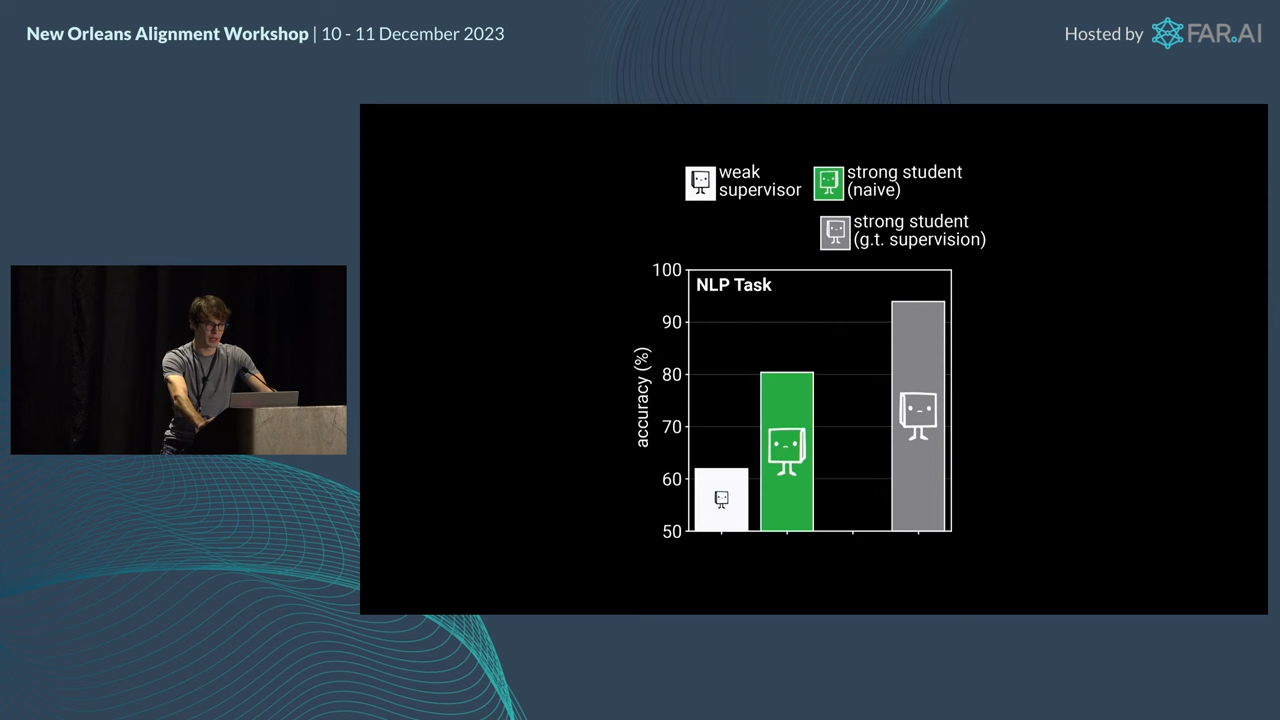 New Orleans Alignment Workshop | 10 - 11 December 2023
Hosted by FAR.AI
weak
supervisor
strong student
(naive)
strong student
(g.t. supervision)
NLP Task
accuracy (%)
100
90
80
70
60
50